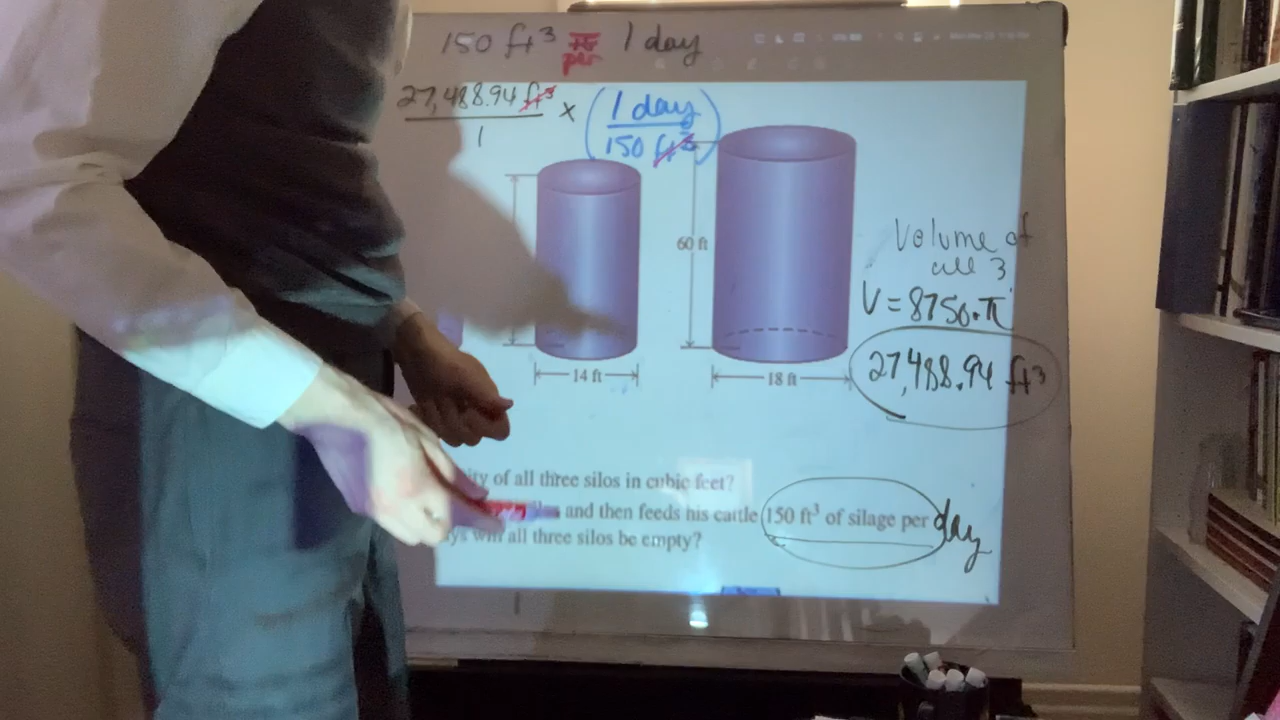 150 ft³ per 1 day
27,488.94 ft³ × (1 day
1 150 ft³)
60 ft
Volume of
all 3
V = 8750·π
27,488.94 ft³
14 ft
18 ft
of all three silos in cubic feet?
and then feeds his cattle 150 ft³ of silage per day
will all three silos be empty?